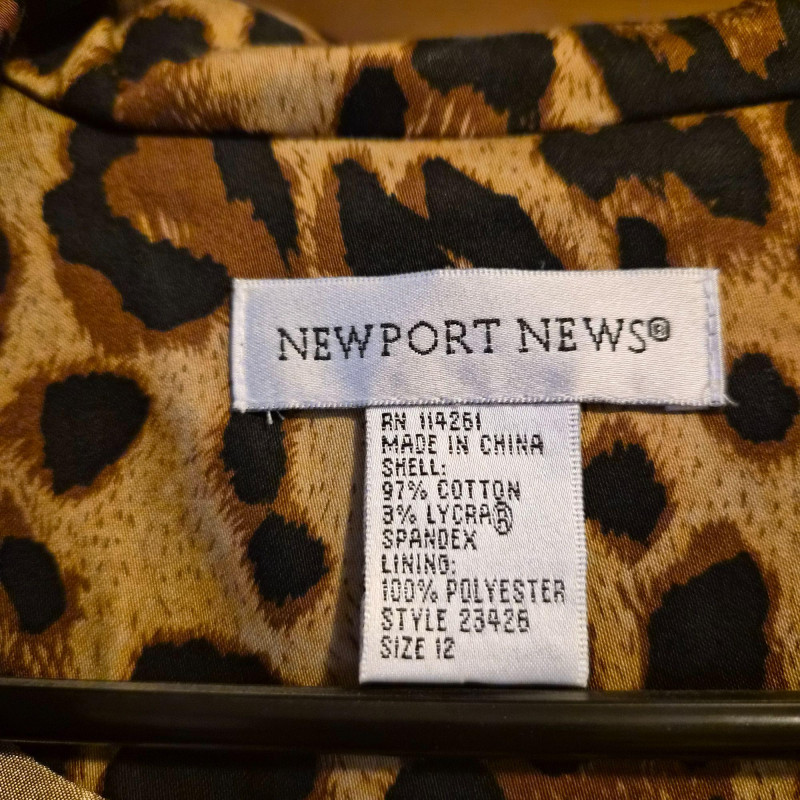 NEWPORT NEWS®
RN 114261
MADE IN CHINA
SHELL:
97% COTTON
3% LYCRA®
SPANDEX
LINING:
100% POLYESTER
STYLE 23426
SIZE 12